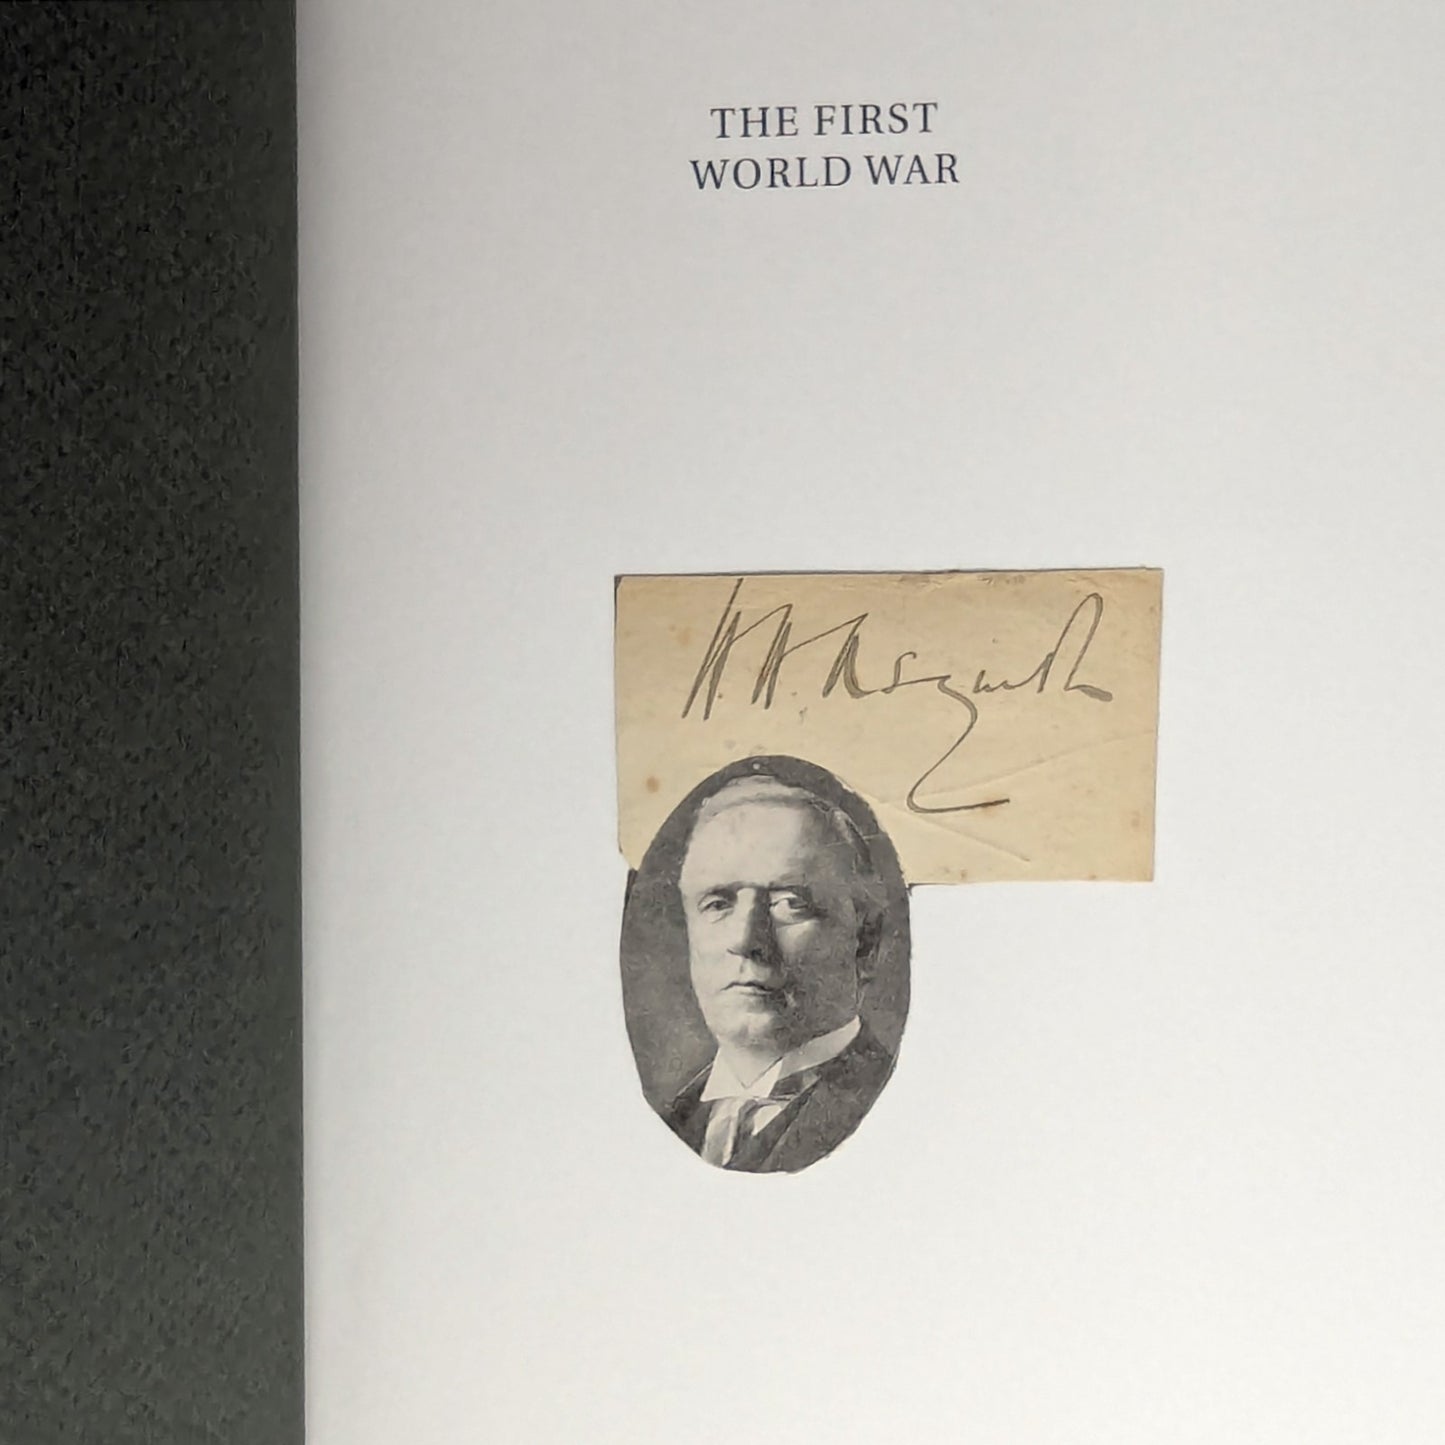 THE FIRST
WORLD WAR
H. H. Asquith